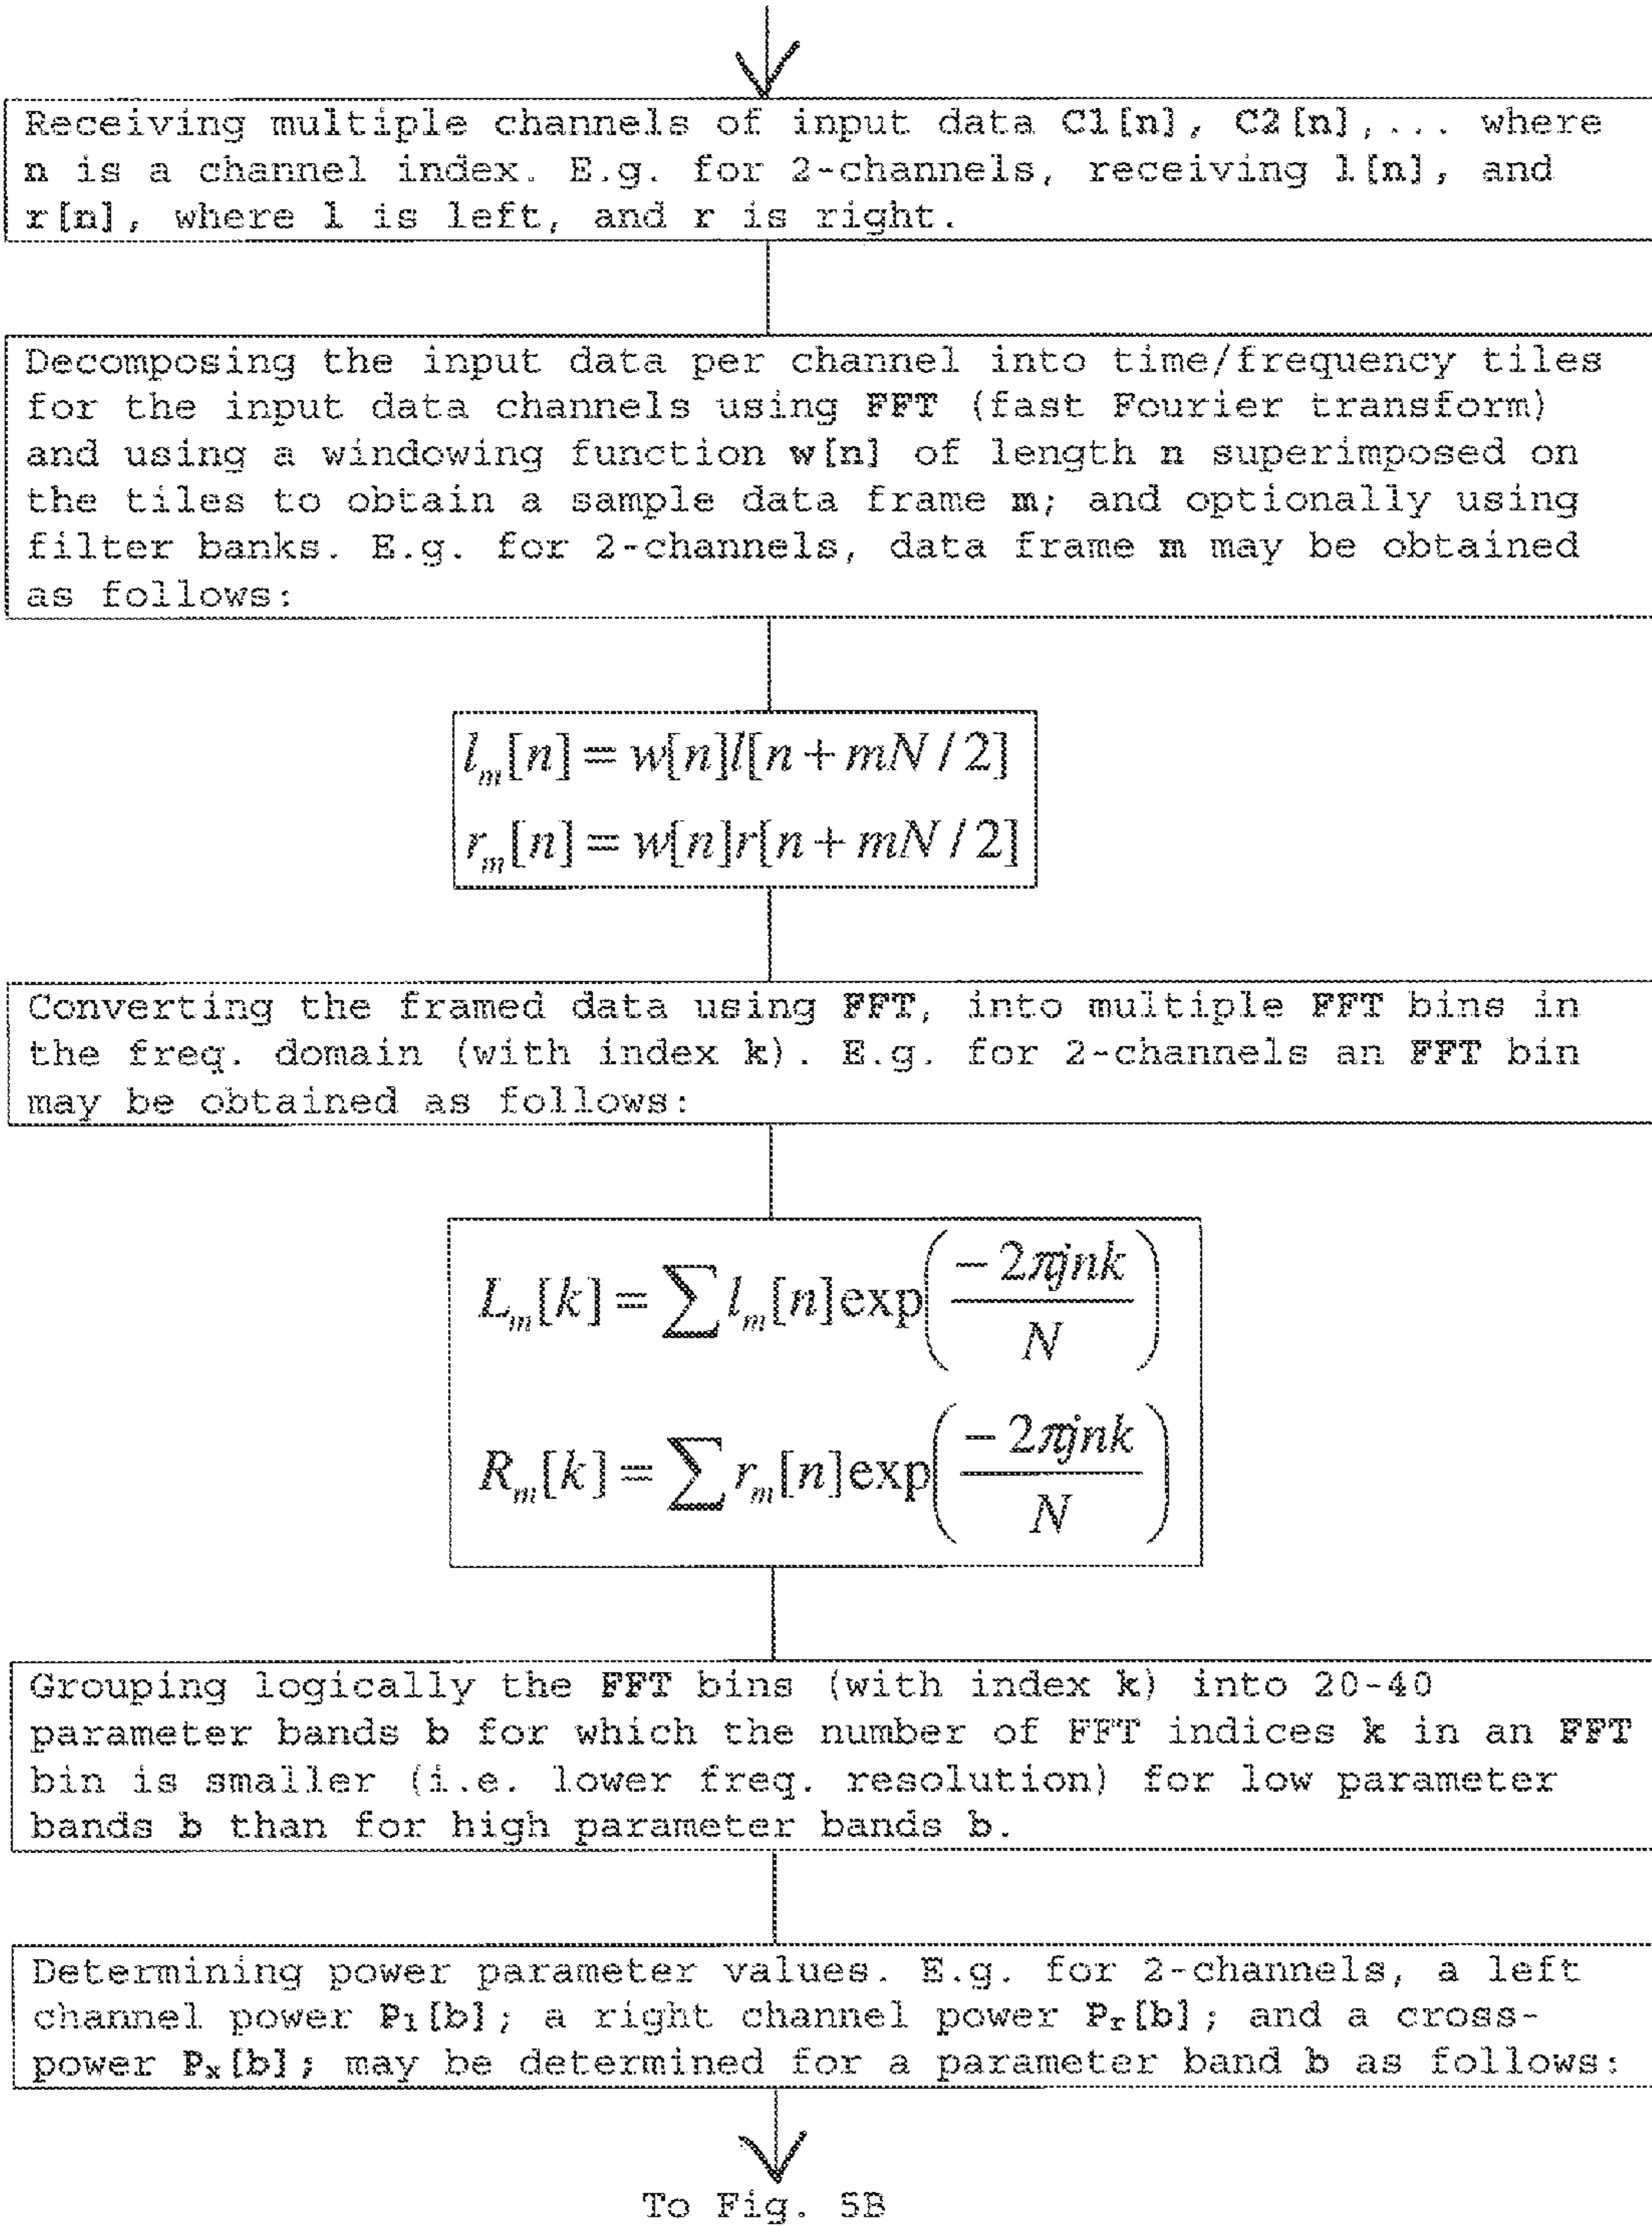 Receiving multiple channels of input data C1[n], C2[n],... where
n is a channel index. E.g. for 2-channels, receiving l[n], and
r[n], where l is left, and r is right.
Decomposing the input data per channel into time/frequency tiles
for the input data channels using FFT (fast Fourier transform)
and using a windowing function w[n] of length n superimposed on
the tiles to obtain a sample data frame m; and optionally using
filter banks. E.g. for 2-channels, data frame m may be obtained
as follows:
l_m[n] = w[n]l[n + mN / 2]
r_m[n] = w[n]r[n + mN / 2]
Converting the framed data using FFT, into multiple FFT bins in
the freq. domain (with index k). E.g. for 2-channels an FFT bin
may be obtained as follows:
L_m[k] = ∑ l_m[n] exp(−2πjnk / N)
R_m[k] = ∑ r_m[n] exp(−2πjnk / N)
Grouping logically the FFT bins (with index k) into 20-40
parameter bands b for which the number of FFT indices k in an FFT
bin is smaller (i.e. lower freq. resolution) for low parameter
bands b than for high parameter bands b.
Determining power parameter values. E.g. for 2-channels, a left
channel power P_l[b]; a right channel power P_r[b]; and a cross-
power P_x[b]; may be determined for a parameter band b as follows:
To Fig. 5B